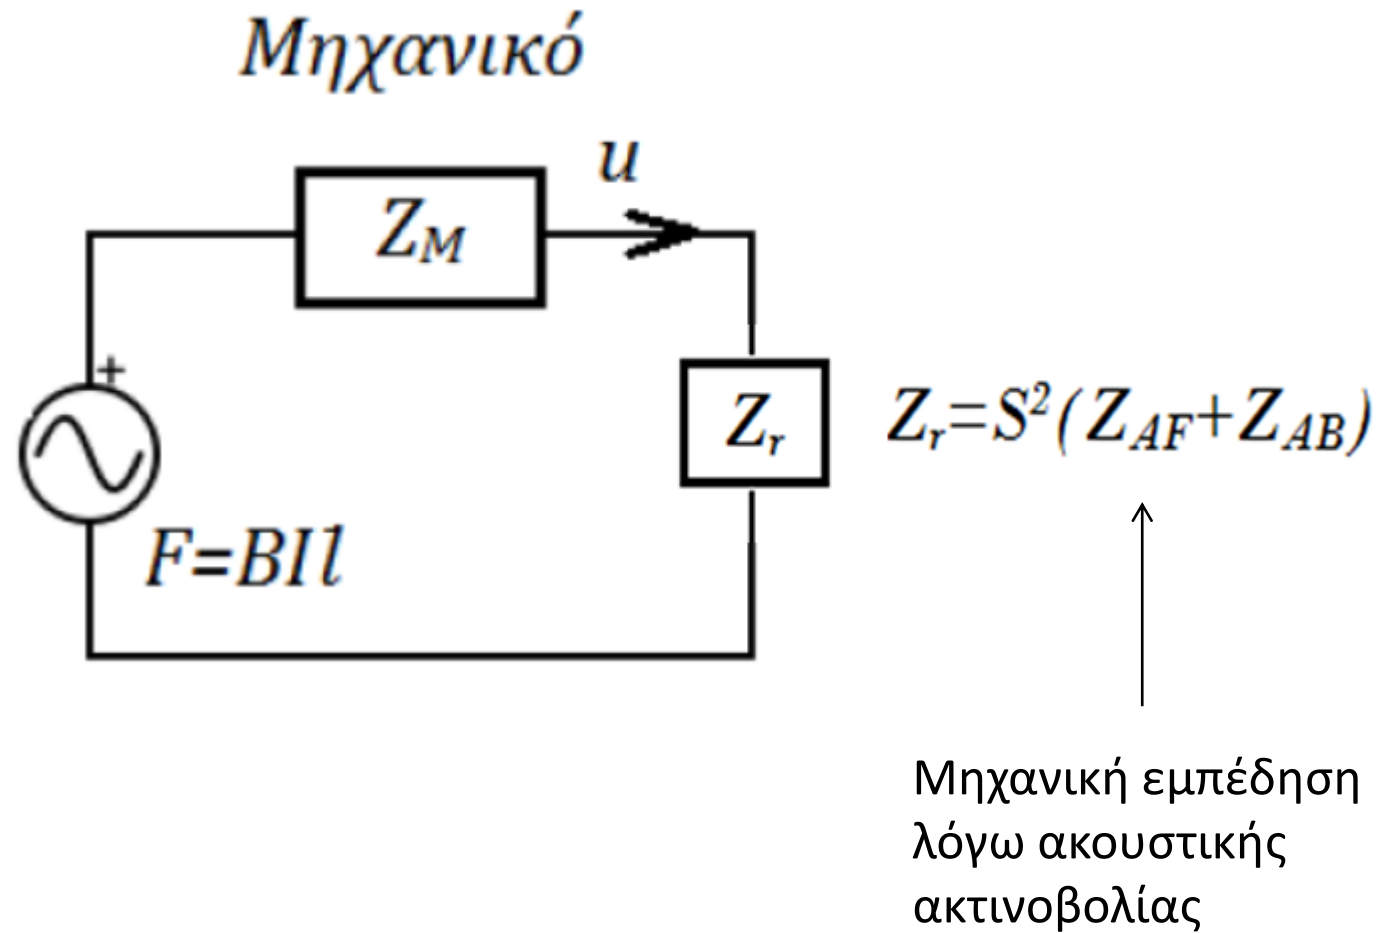 Μηχανικό
u
Z_M
+
Z_r
Z_r=S²(Z_AF+Z_AB)
F=BIl
Μηχανική εμπέδηση
λόγω ακουστικής
ακτινοβολίας